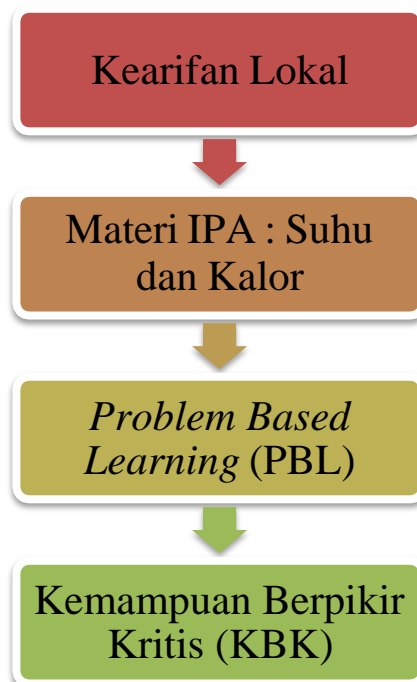 Kearifan Lokal
Materi IPA : Suhu
dan Kalor
Problem Based
Learning (PBL)
Kemampuan Berpikir
Kritis (KBK)